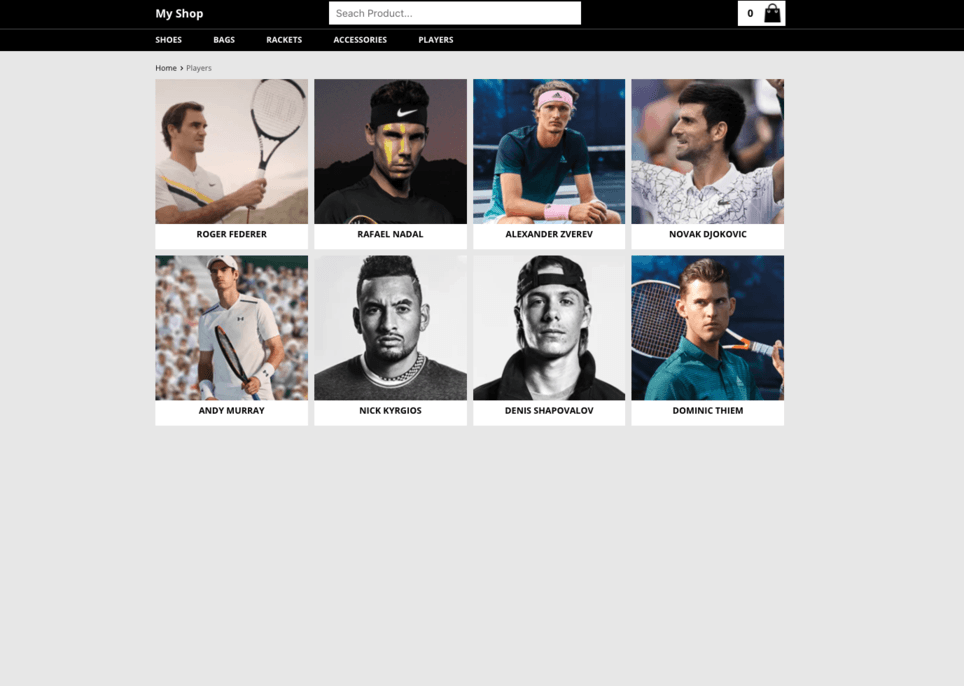 My Shop
Seach Product...
0
SHOES BAGS RACKETS ACCESSORIES PLAYERS
Home > Players
ROGER FEDERER RAFAEL NADAL ALEXANDER ZVEREV NOVAK DJOKOVIC
ANDY MURRAY NICK KYRGIOS DENIS SHAPOVALOV DOMINIC THIEM